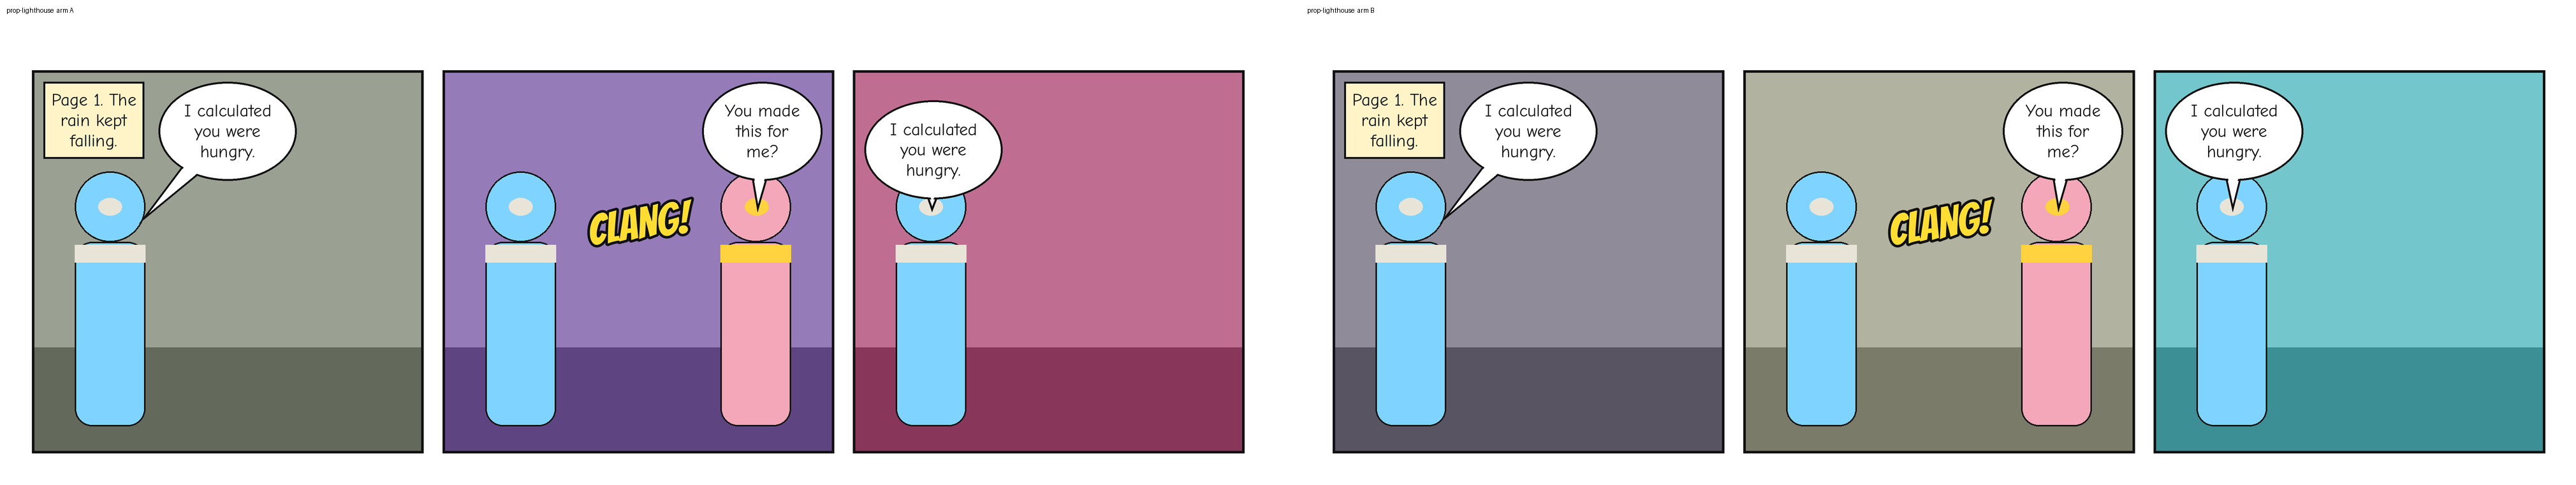 prop-lighthouse arm A
Page 1. The
rain kept
falling.
I calculated
you were
hungry.
CLANG!
You made
this for
me?
I calculated
you were
hungry.
prop-lighthouse arm B
Page 1. The
rain kept
falling.
I calculated
you were
hungry.
CLANG!
You made
this for
me?
I calculated
you were
hungry.